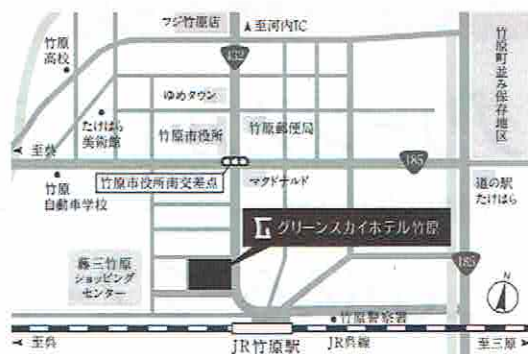 フジ竹原店
至河内IC
竹原
高校
432
竹原町並み保存地区
ゆめタウン
たけはら
美術館
竹原市役所
竹原郵便局
至呉
185
竹原
自動車学校
竹原市役所南交差点
マクドナルド
道の駅
たけはら
グリーンスカイホテル竹原
藤三竹原
ショッピング
センター
185
N
竹原警察署
至呉
JR竹原駅
JR呉線
至三原